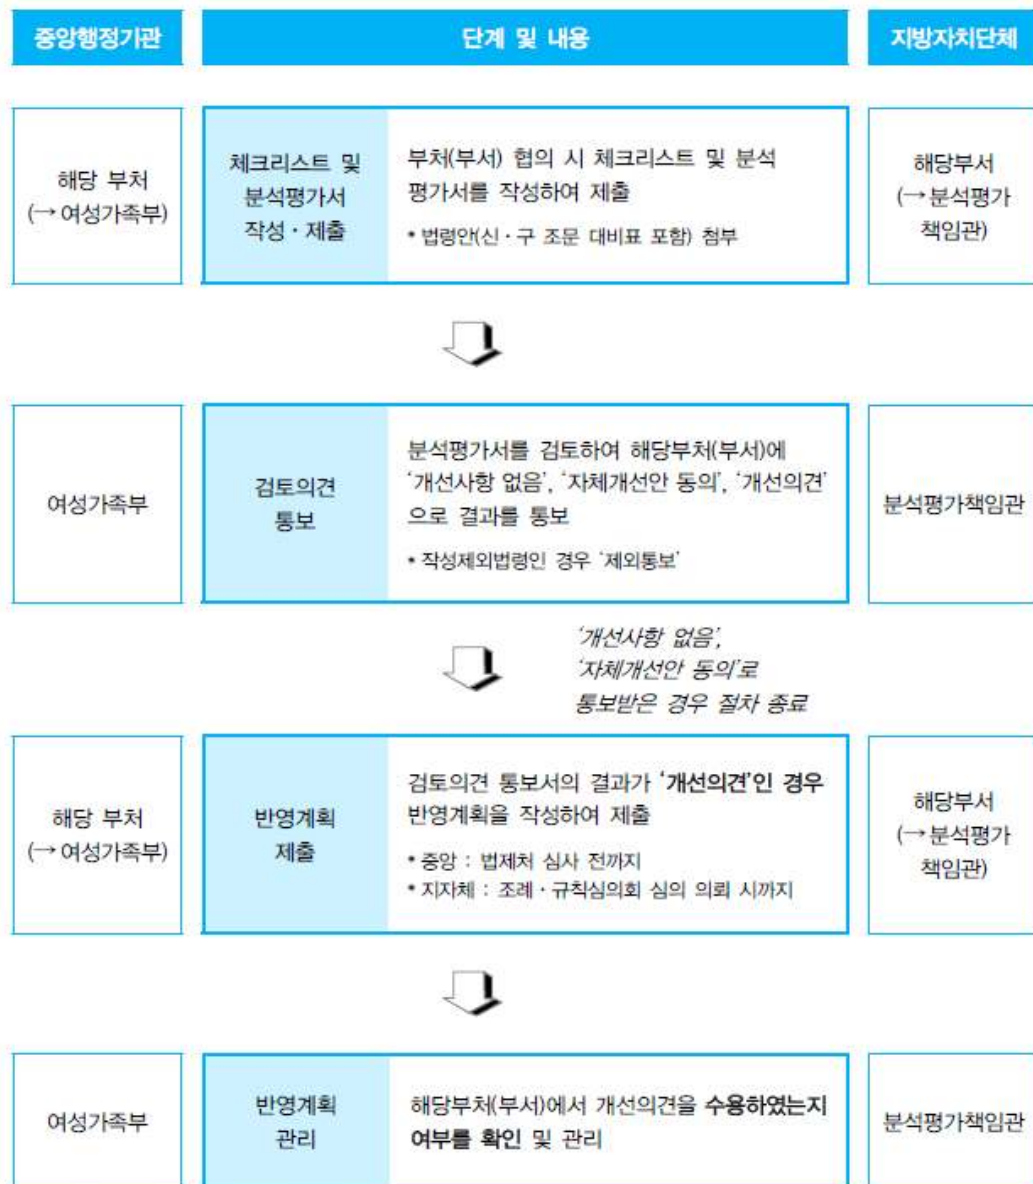 중앙행정기관
단계 및 내용
지방자치단체
해당 부처
(→ 여성가족부)
체크리스트 및
분석평가서
작성 · 제출
부처(부서) 협의 시 체크리스트 및 분석
평가서를 작성하여 제출
* 법령안(신 · 구 조문 대비표 포함) 첨부
해당부서
(→ 분석평가
책임관)
여성가족부
검토의견
통보
분석평가서를 검토하여 해당부처(부서)에
‘개선사항 없음’, ‘자체개선안 동의’, ‘개선의견’
으로 결과를 통보
* 작성제외법령인 경우 ‘제외통보’
분석평가책임관
‘개선사항 없음’,
‘자체개선안 동의’로
통보받은 경우 절차 종료
해당 부처
(→ 여성가족부)
반영계획
제출
검토의견 통보서의 결과가 ‘개선의견’인 경우
반영계획을 작성하여 제출
* 중앙 : 법제처 심사 전까지
* 지자체 : 조례 · 규칙심의회 심의 의뢰 시까지
해당부서
(→ 분석평가
책임관)
여성가족부
반영계획
관리
해당부처(부서)에서 개선의견을 수용하였는지
여부를 확인 및 관리
분석평가책임관